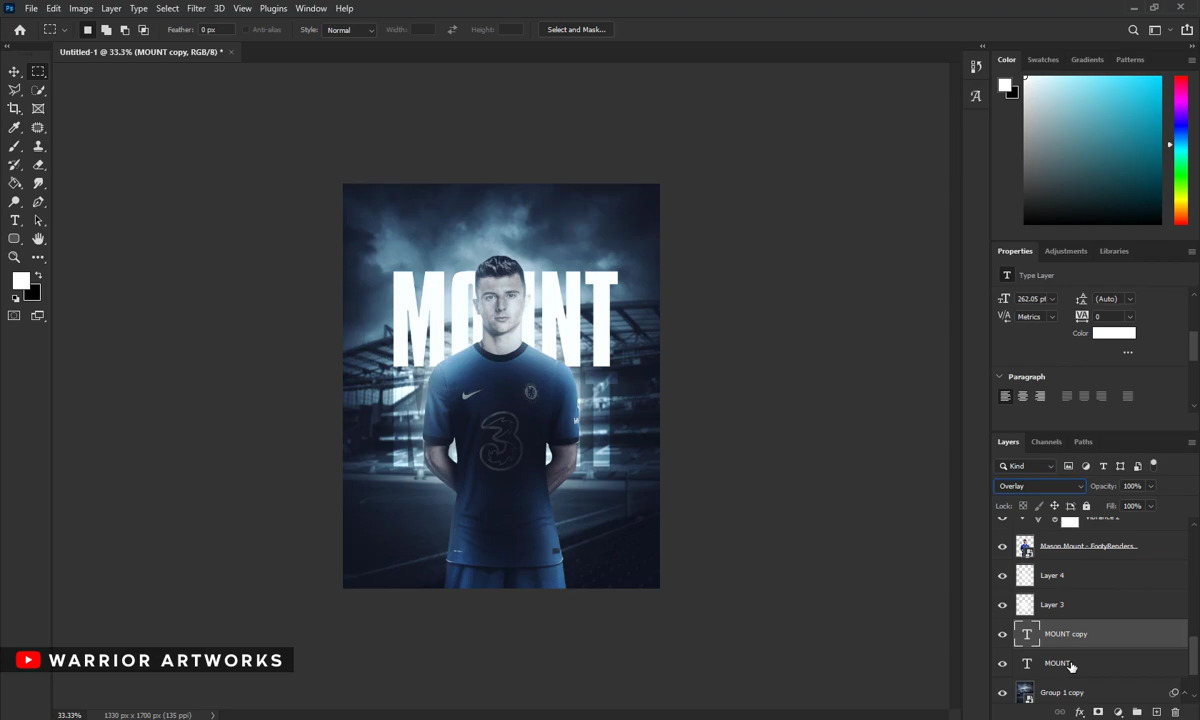 Ps File Edit Image Layer Type Select Filter 3D View Plugins Window Help
Feather: 0 px Anti-alias Style: Normal Width: Height: Select and Mask...
Untitled-1 @ 33.3% (MOUNT copy, RGB/8) * ×
Color Swatches Gradients Patterns
MOUNT
3
Properties Adjustments Libraries
T Type Layer
262.05 pt (Auto)
Metrics 0
Color
Paragraph
Layers Channels Paths
Kind
Overlay Opacity: 100%
Lock: Fill: 100%
Vibrance 2
Mason Mount - FootyRenders...
Layer 4
Layer 3
T MOUNT copy
T MOUNT
Group 1 copy
WARRIOR ARTWORKS
33.33% 1330 px x 1700 px (135 ppi)